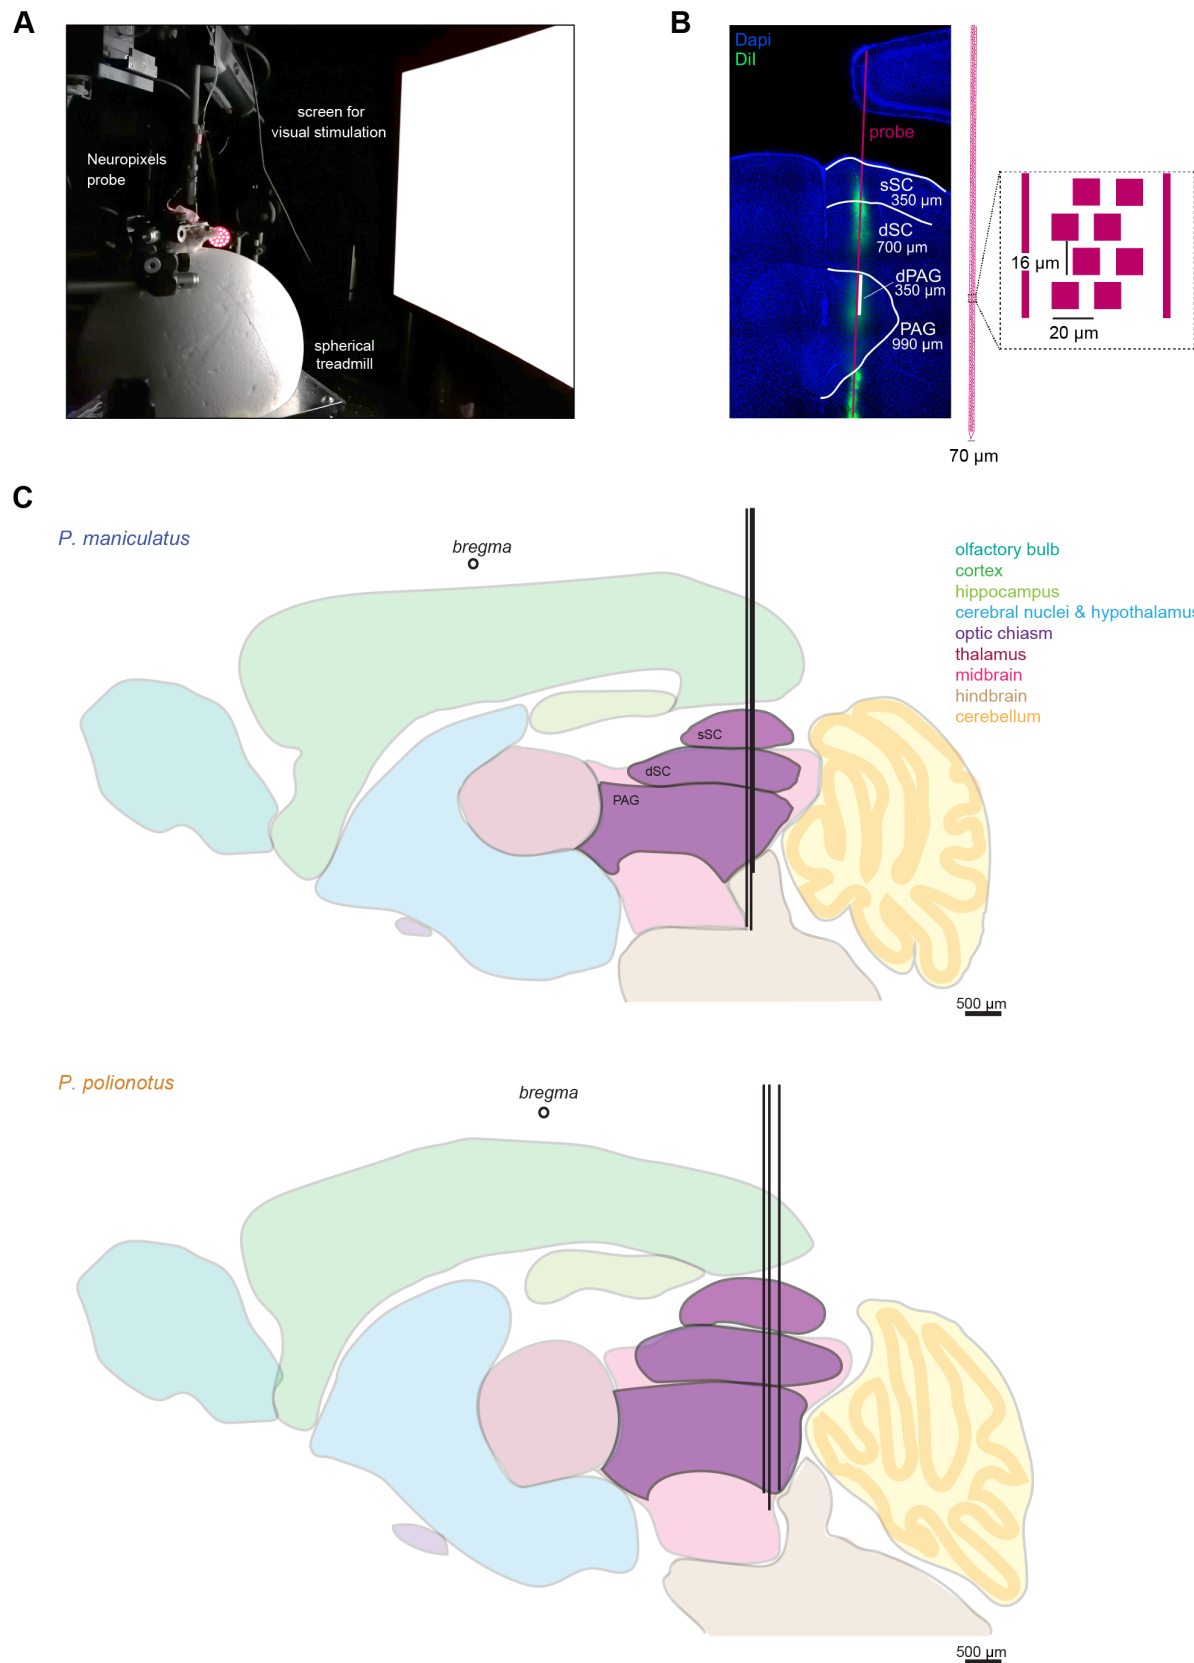 A
screen for
visual stimulation
Neuropixels
probe
spherical
treadmill
B
Dapi
DiI
probe
sSC
350 µm
dSC
700 µm
dPAG
350 µm
PAG
990 µm
16 µm
20 µm
70 µm
C
P. maniculatus
bregma
olfactory bulb
cortex
hippocampus
cerebral nuclei & hypothalamus
optic chiasm
thalamus
midbrain
hindbrain
cerebellum
sSC
dSC
PAG
500 µm
P. polionotus
bregma
500 µm